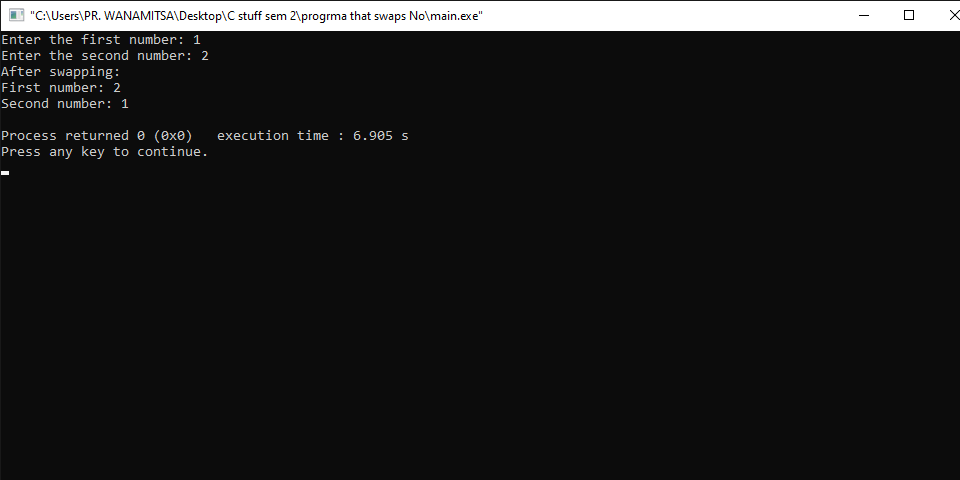 "C:\Users\PR. WANAMITSA\Desktop\C stuff sem 2\progrma that swaps No\main.exe"
Enter the first number: 1
Enter the second number: 2
After swapping:
First number: 2
Second number: 1
Process returned 0 (0x0)   execution time : 6.905 s
Press any key to continue.